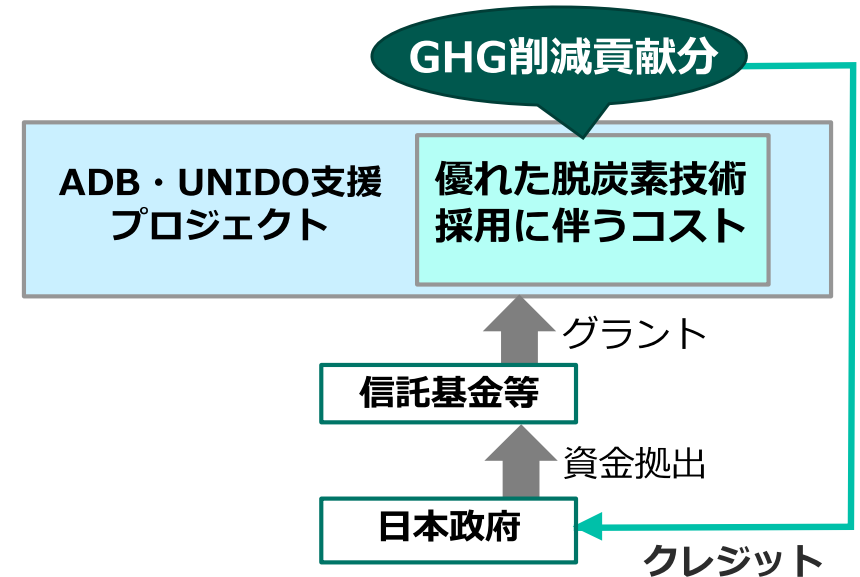 GHG削減貢献分
ADB・UNIDO支援
プロジェクト
優れた脱炭素技術
採用に伴うコスト
グラント
信託基金等
資金拠出
日本政府
クレジット